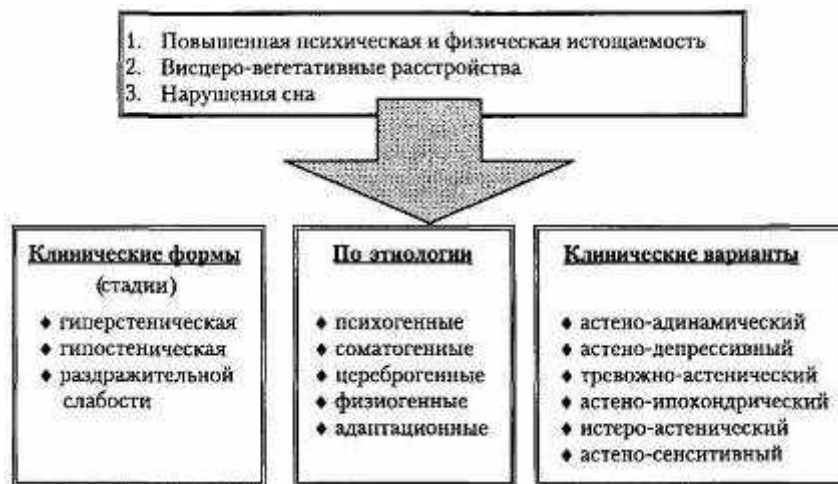 1. Повышенная психическая и физическая истощаемость
2. Висцеро-вегетативные расстройства
3. Нарушения сна
Клинические формы
(стадии)
♦ гиперстеническая
♦ гипостеническая
♦ раздражительной
слабости
По этиологии
♦ психогенные
♦ соматогенные
♦ цереброгенные
♦ физиогенные
♦ адаптационные
Клинические варианты
♦ астено-адинамический
♦ астено-депрессивный
♦ тревожно-астенический
♦ астено-ипохондрический
♦ истеро-астенический
♦ астено-сенситивный